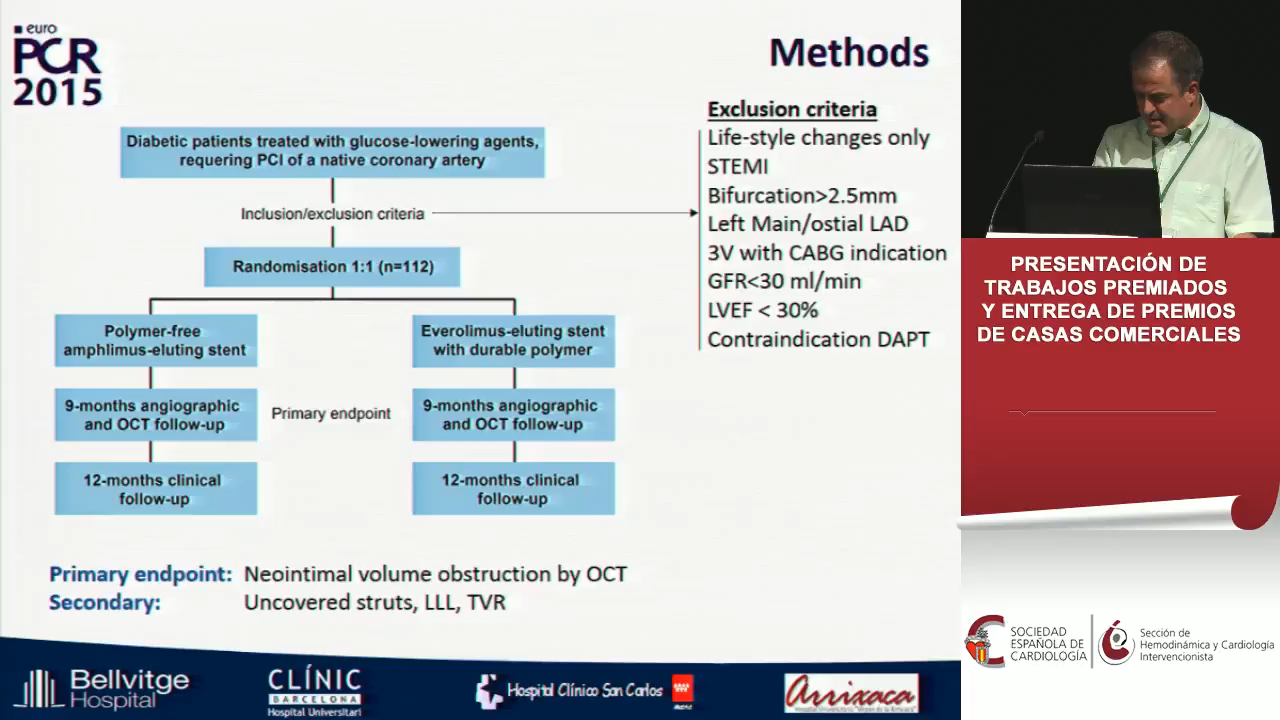 euro
PCR
2015
Methods
Diabetic patients treated with glucose-lowering agents,
requering PCI of a native coronary artery
Inclusion/exclusion criteria
Randomisation 1:1 (n=112)
Polymer-free
amphlimus-eluting stent
Everolimus-eluting stent
with durable polymer
9-months angiographic
and OCT follow-up
Primary endpoint
9-months angiographic
and OCT follow-up
12-months clinical
follow-up
12-months clinical
follow-up
Exclusion criteria
Life-style changes only
STEMI
Bifurcation>2.5mm
Left Main/ostial LAD
3V with CABG indication
GFR<30 ml/min
LVEF < 30%
Contraindication DAPT
Primary endpoint: Neointimal volume obstruction by OCT
Secondary: Uncovered struts, LLL, TVR
Bellvitge
Hospital
CLÍNIC
BARCELONA
Hospital Universitari
Hospital Clínico San Carlos
Arrixaca
PRESENTACIÓN DE
TRABAJOS PREMIADOS
Y ENTREGA DE PREMIOS
DE CASAS COMERCIALES
SOCIEDAD
ESPAÑOLA DE
CARDIOLOGÍA
Sección de
Hemodinámica y Cardiología
Intervencionista